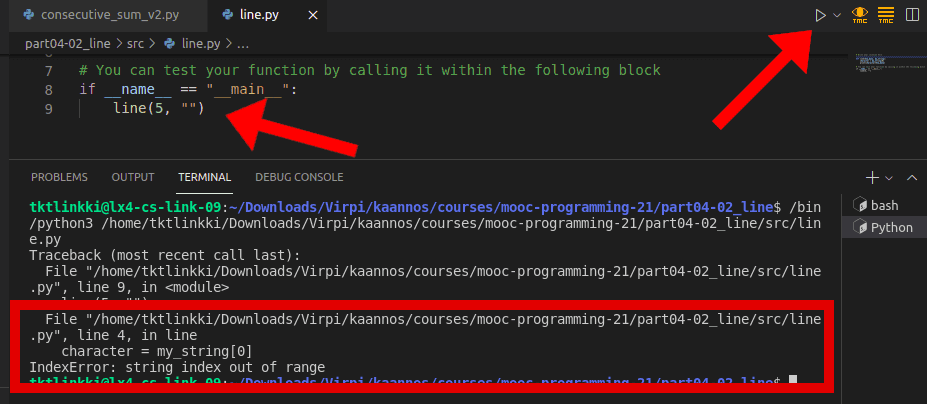 consecutive_sum_v2.py
line.py
TMC
TMC
part04-02_line > src > line.py > ...
7 # You can test your function by calling it within the following block
8 if __name__ == "__main__":
9 line(5, "")
PROBLEMS OUTPUT TERMINAL DEBUG CONSOLE
tktlinkki@lx4-cs-link-09:~/Downloads/Virpi/kaannos/courses/mooc-programming-21/part04-02_line$ /bin
/python3 /home/tktlinkki/Downloads/Virpi/kaannos/courses/mooc-programming-21/part04-02_line/src/lin
e.py
Traceback (most recent call last):
File "/home/tktlinkki/Downloads/Virpi/kaannos/courses/mooc-programming-21/part04-02_line/src/line
.py", line 9, in <module>
File "/home/tktlinkki/Downloads/Virpi/kaannos/courses/mooc-programming-21/part04-02_line/src/line
.py", line 4, in line
character = my_string[0]
IndexError: string index out of range
tktlinkki@lx4-cs-link-09:~/Downloads/Virpi/kaannos/courses/mooc-programming-21/part04-02_line$
bash
Python